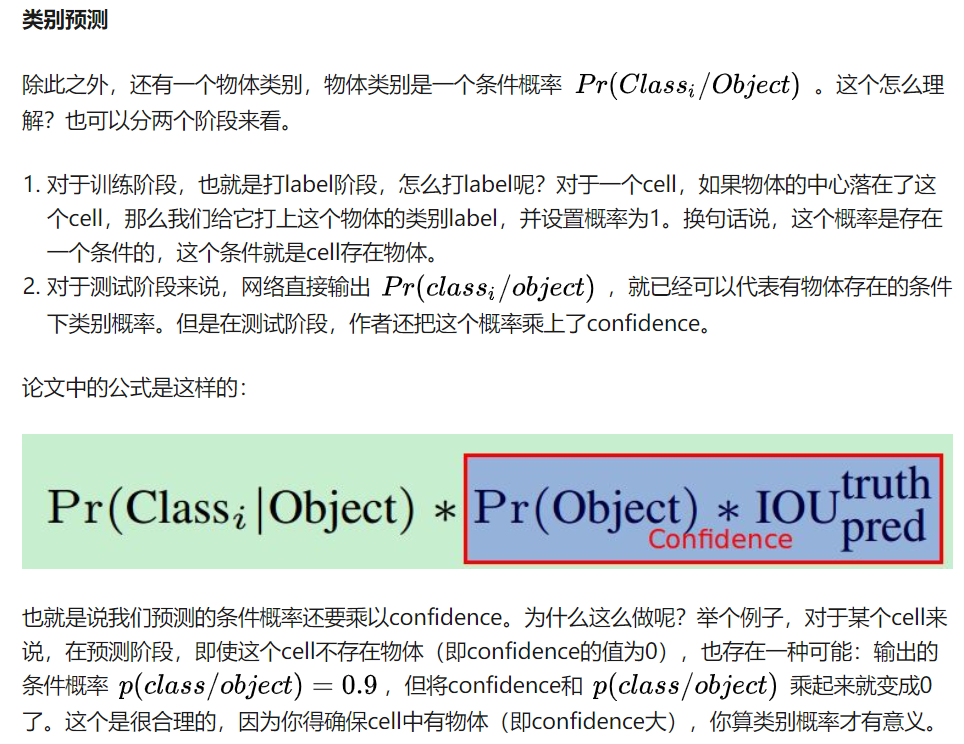 类别预测
除此之外，还有一个物体类别，物体类别是一个条件概率 Pr(Class_i/Object) 。这个怎么理
解？也可以分两个阶段来看。
1. 对于训练阶段，也就是打label阶段，怎么打label呢？对于一个cell，如果物体的中心落在了这
个cell，那么我们给它打上这个物体的类别label，并设置概率为1。换句话说，这个概率是存在
一个条件的，这个条件就是cell存在物体。
2. 对于测试阶段来说，网络直接输出 Pr(class_i/object) ，就已经可以代表有物体存在的条件
下类别概率。但是在测试阶段，作者还把这个概率乘上了confidence。
论文中的公式是这样的：
Pr(Class_i|Object) * Pr(Object) * IOU^truth_pred
Confidence
也就是说我们预测的条件概率还要乘以confidence。为什么这么做呢？举个例子，对于某个cell来
说，在预测阶段，即使这个cell不存在物体（即confidence的值为0），也存在一种可能：输出的
条件概率 p(class/object) = 0.9 ，但将confidence和 p(class/object) 乘起来就变成0
了。这个是很合理的，因为你得确保cell中有物体（即confidence大），你算类别概率才有意义。